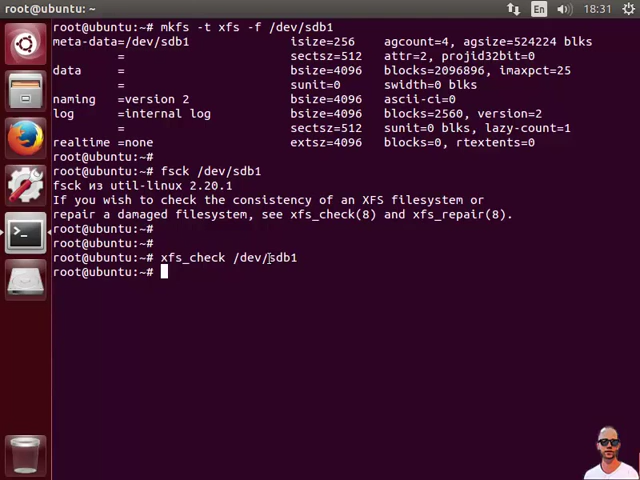 root@ubuntu: ~
En
18:31
root@ubuntu:~# mkfs -t xfs -f /dev/sdb1
meta-data=/dev/sdb1              isize=256    agcount=4, agsize=524224 blks
         =                       sectsz=512   attr=2, projid32bit=0
data     =                       bsize=4096   blocks=2096896, imaxpct=25
         =                       sunit=0      swidth=0 blks
naming   =version 2              bsize=4096   ascii-ci=0
log      =internal log           bsize=4096   blocks=2560, version=2
         =                       sectsz=512   sunit=0 blks, lazy-count=1
realtime =none                   extsz=4096   blocks=0, rtextents=0
root@ubuntu:~#
root@ubuntu:~# fsck /dev/sdb1
fsck из util-linux 2.20.1
If you wish to check the consistency of an XFS filesystem or
repair a damaged filesystem, see xfs_check(8) and xfs_repair(8).
root@ubuntu:~#
root@ubuntu:~#
root@ubuntu:~# xfs_check /dev/sdb1
root@ubuntu:~#